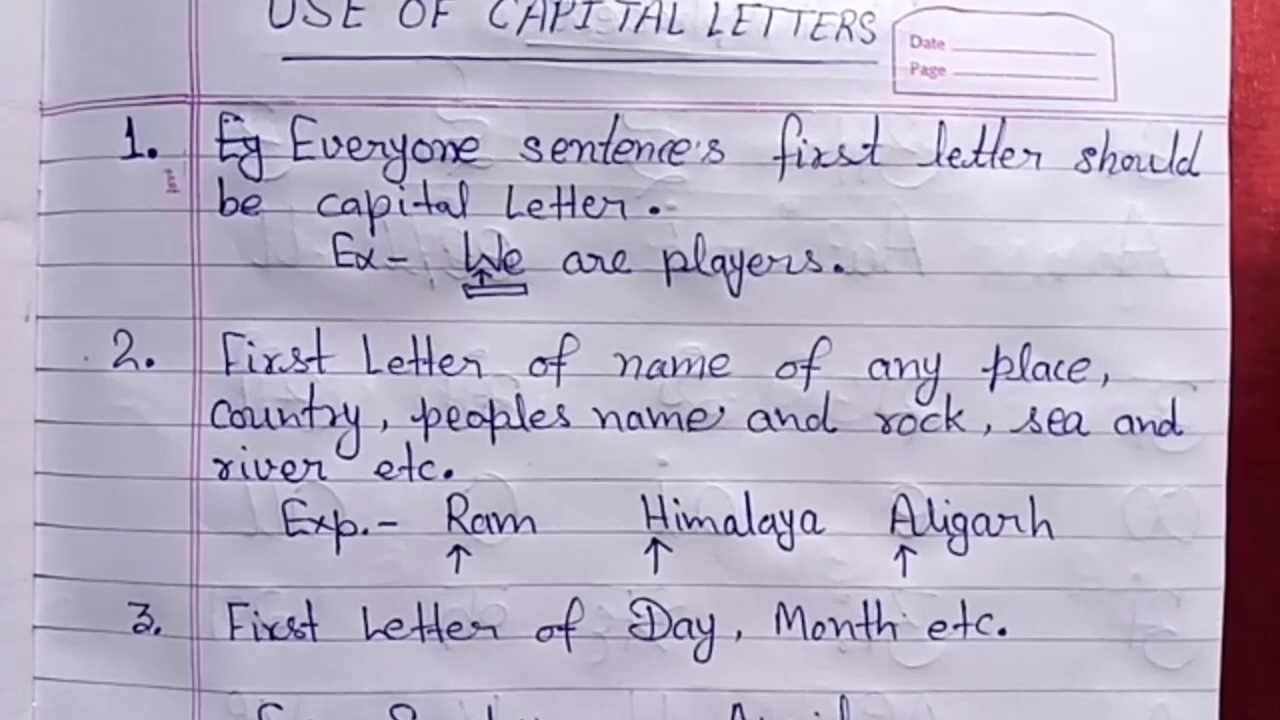 USE OF CAPITAL LETTERS
Date
Page
1. Eg Everyone sentence's first letter should
be capital Letter.
Ex- We are players.
2. First Letter of name of any place,
country, peoples name and rock, sea and
river etc.
Exp.- Ram Himalaya Aligarh
3. First Letter of Day, Month etc.